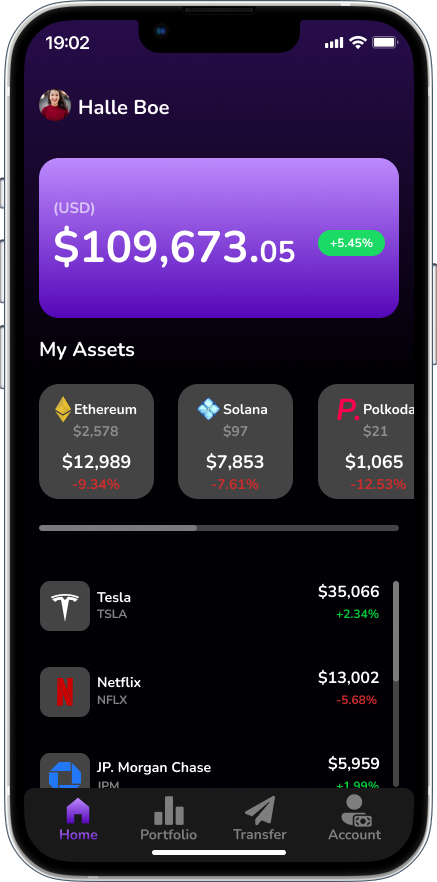 19:02
Halle Boe
(USD)
$109,673.05
+5.45%
My Assets
Ethereum
$2,578
$12,989
-9.34%
Solana
$97
$7,853
-7.61%
P. Polkoda
$21
$1,065
-12.53%
Tesla
TSLA
$35,066
+2.34%
N
Netflix
NFLX
$13,002
-5.68%
JP. Morgan Chase
JPM
$5,959
+1.99%
Home
Portfolio
Transfer
Account